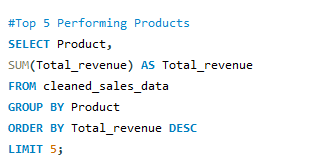 #Top 5 Performing Products
SELECT Product,
SUM(Total_revenue) AS Total_revenue
FROM cleaned_sales_data
GROUP BY Product
ORDER BY Total_revenue DESC
LIMIT 5;